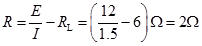 R = E/I − R_L = (12/1.5 − 6) Ω = 2Ω